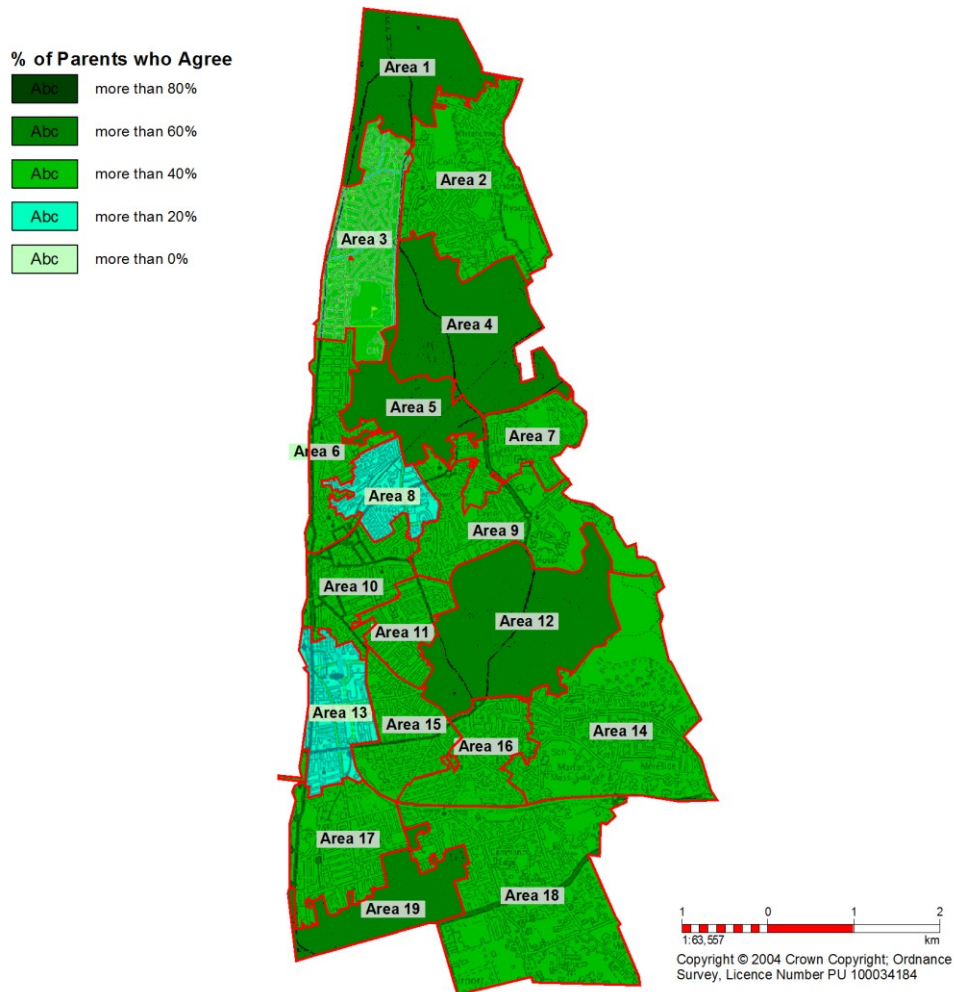 % of Parents who Agree
Abc more than 80%
Abc more than 60%
Abc more than 40%
Abc more than 20%
Abc more than 0%
Area 1
Area 2
Area 3
Area 4
Area 5
Area 6
Area 7
Area 8
Area 9
Area 10
Area 11
Area 12
Area 13
Area 14
Area 15
Area 16
Area 17
Area 18
Area 19
1 0 1 2
1:63,557 km
Copyright © 2004 Crown Copyright; Ordnance
Survey, Licence Number PU 100034184